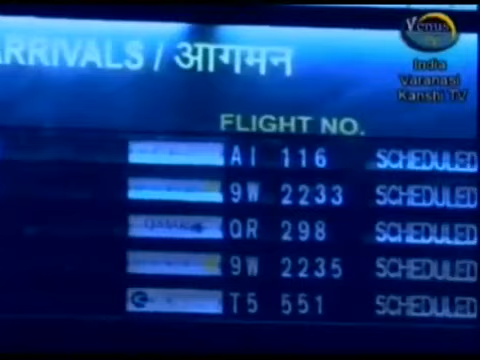 ARRIVALS / आगमन
Venus
India
Varanasi
Kanshi TV
FLIGHT NO.
AI 116 SCHEDULED
9W 2233 SCHEDULED
QATAR QR 298 SCHEDULED
9W 2235 SCHEDULED
T5 551 SCHEDULED